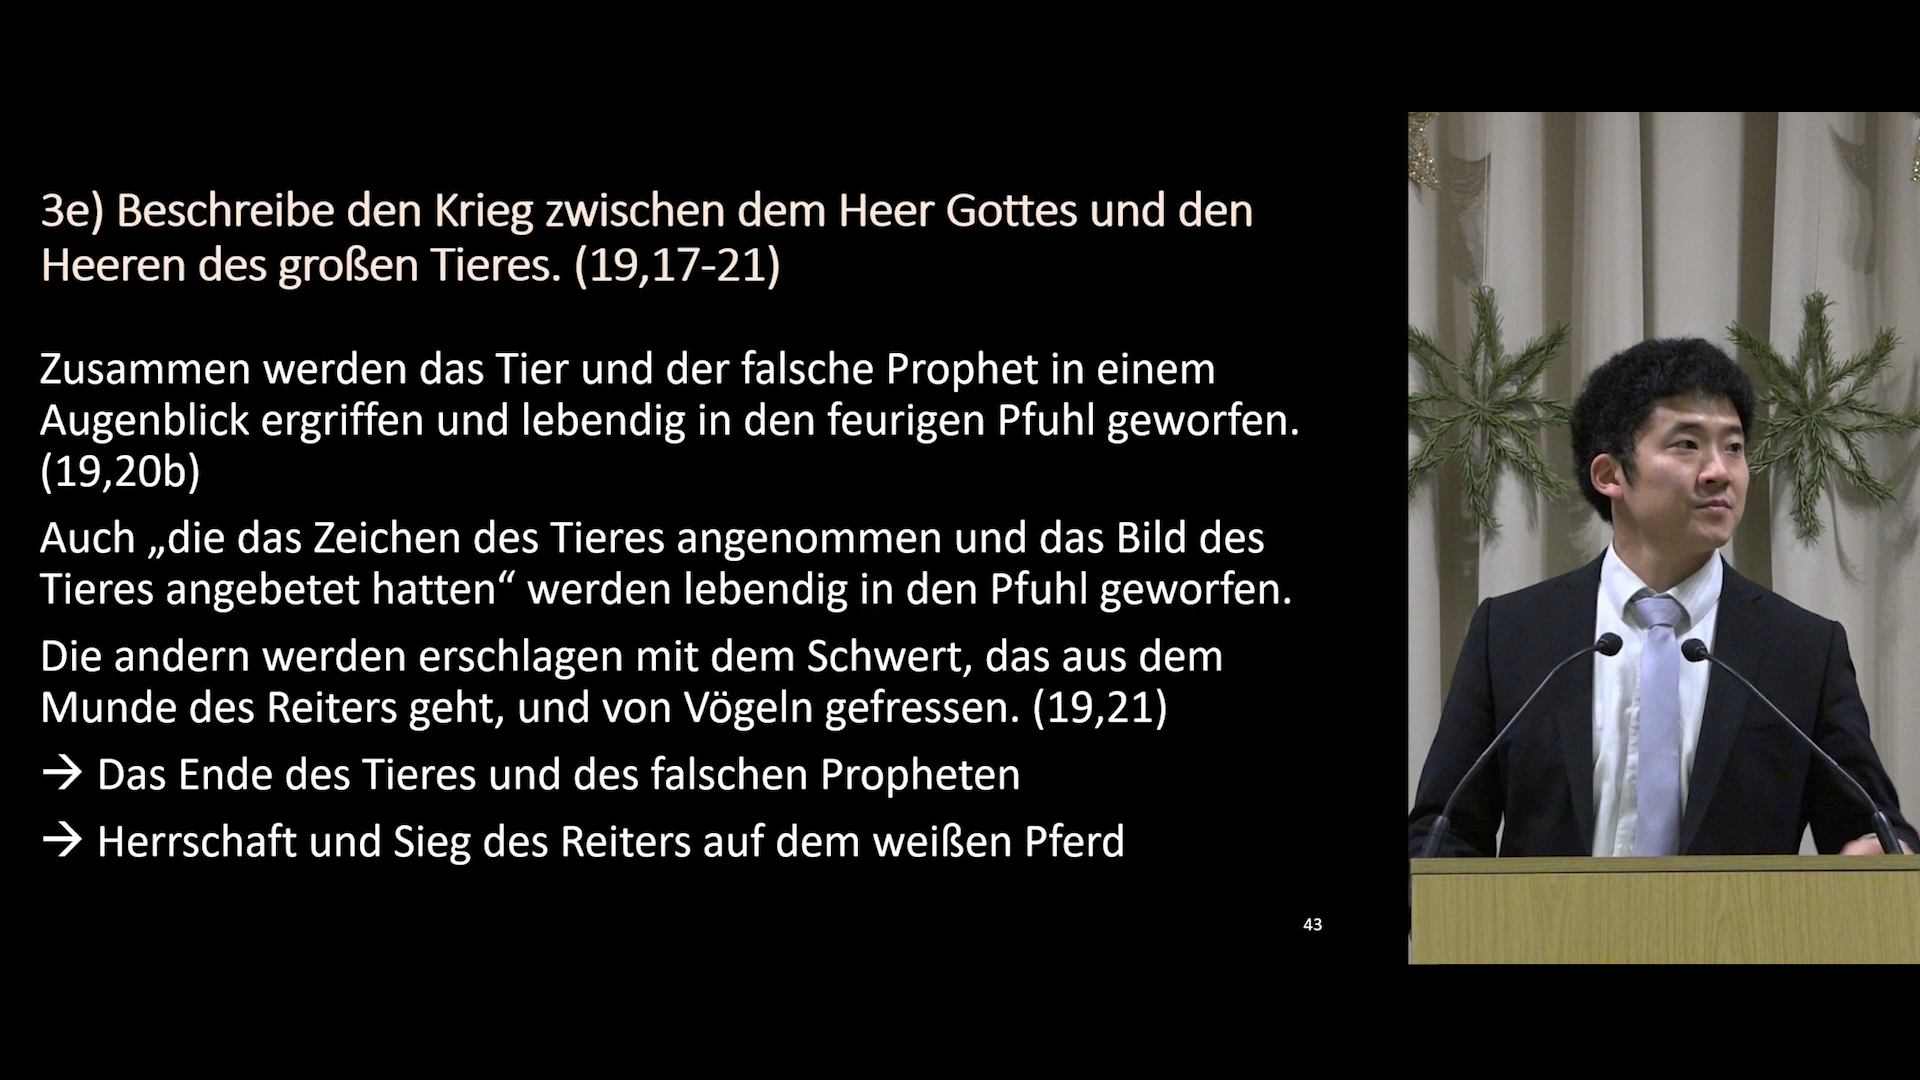 3e) Beschreibe den Krieg zwischen dem Heer Gottes und den
Heeren des großen Tieres. (19,17-21)
Zusammen werden das Tier und der falsche Prophet in einem
Augenblick ergriffen und lebendig in den feurigen Pfuhl geworfen.
(19,20b)
Auch „die das Zeichen des Tieres angenommen und das Bild des
Tieres angebetet hatten“ werden lebendig in den Pfuhl geworfen.
Die andern werden erschlagen mit dem Schwert, das aus dem
Munde des Reiters geht, und von Vögeln gefressen. (19,21)
→ Das Ende des Tieres und des falschen Propheten
→ Herrschaft und Sieg des Reiters auf dem weißen Pferd
43